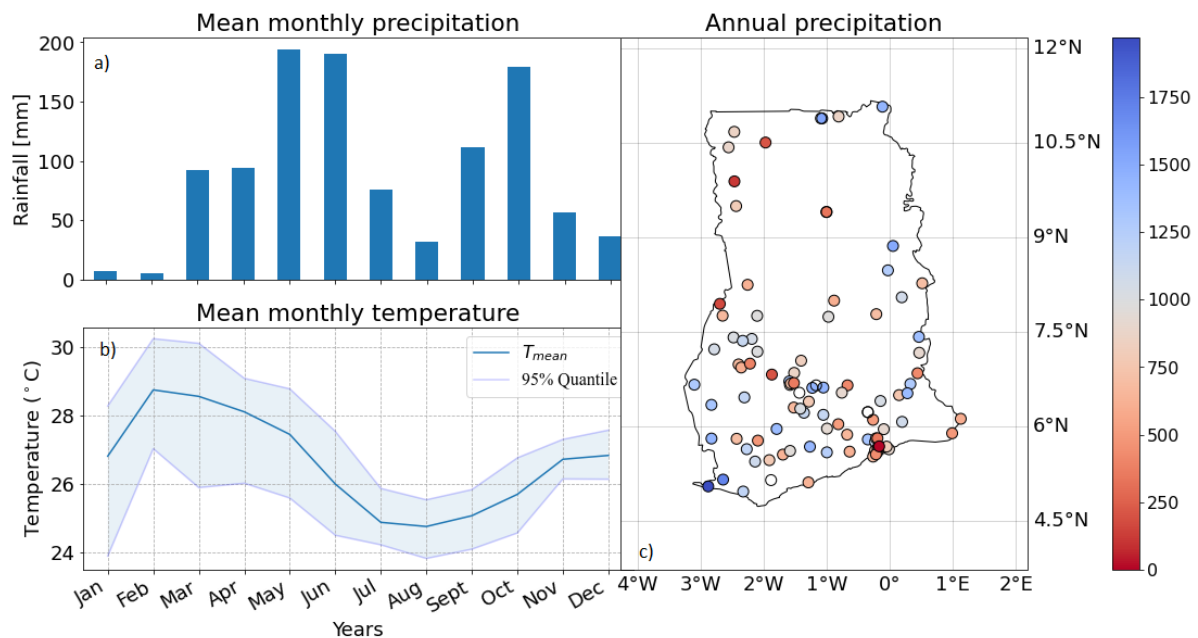 Mean monthly precipitation
a)
Rainfall [mm]
200
150
100
50
0
Mean monthly temperature
b)
Temperature (°C)
30
28
26
24
T mean
95% Quantile
Jan Feb Mar Apr May Jun Jul Aug Sept Oct Nov Dec
Years
Annual precipitation
12°N
10.5°N
9°N
7.5°N
6°N
4.5°N
c)
4°W 3°W 2°W 1°W 0° 1°E 2°E
1750
1500
1250
1000
750
500
250
0